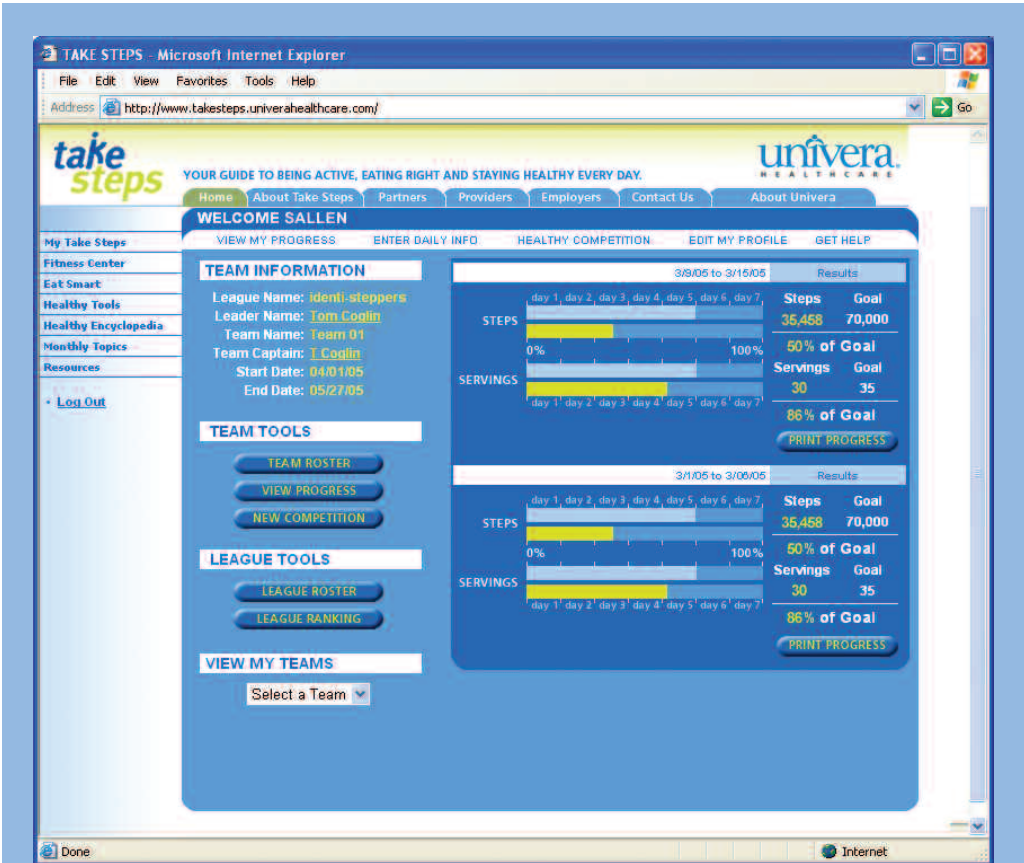 TAKE STEPS - Microsoft Internet Explorer
File Edit View Favorites Tools Help
Address http://www.takesteps.univerahealthcare.com/ Go
take
steps
YOUR GUIDE TO BEING ACTIVE, EATING RIGHT AND STAYING HEALTHY EVERY DAY.
univera.
HEALTHCARE
Home About Take Steps Partners Providers Employers Contact Us About Univera
WELCOME SALLEN
VIEW MY PROGRESS ENTER DAILY INFO HEALTHY COMPETITION EDIT MY PROFILE GET HELP
My Take Steps
Fitness Center
Eat Smart
Healthy Tools
Healthy Encyclopedia
Monthly Topics
Resources
Log Out
TEAM INFORMATION
League Name: identi-steppers
Leader Name: Tom Coglin
Team Name: Team 01
Team Captain: T Coglin
Start Date: 04/01/05
End Date: 05/27/05
TEAM TOOLS
TEAM ROSTER
VIEW PROGRESS
NEW COMPETITION
LEAGUE TOOLS
LEAGUE ROSTER
LEAGUE RANKING
VIEW MY TEAMS
Select a Team
3/9/05 to 3/15/05 Results
day 1 day 2 day 3 day 4 day 5 day 6 day 7
STEPS
0% 100%
SERVINGS
day 1 day 2 day 3 day 4 day 5 day 6 day 7
Steps Goal
35,458 70,000
50% of Goal
Servings Goal
30 35
86% of Goal
PRINT PROGRESS
3/1/05 to 3/06/05 Results
day 1 day 2 day 3 day 4 day 5 day 6 day 7
STEPS
0% 100%
SERVINGS
day 1 day 2 day 3 day 4 day 5 day 6 day 7
Steps Goal
35,458 70,000
50% of Goal
Servings Goal
30 35
86% of Goal
PRINT PROGRESS
Done Internet